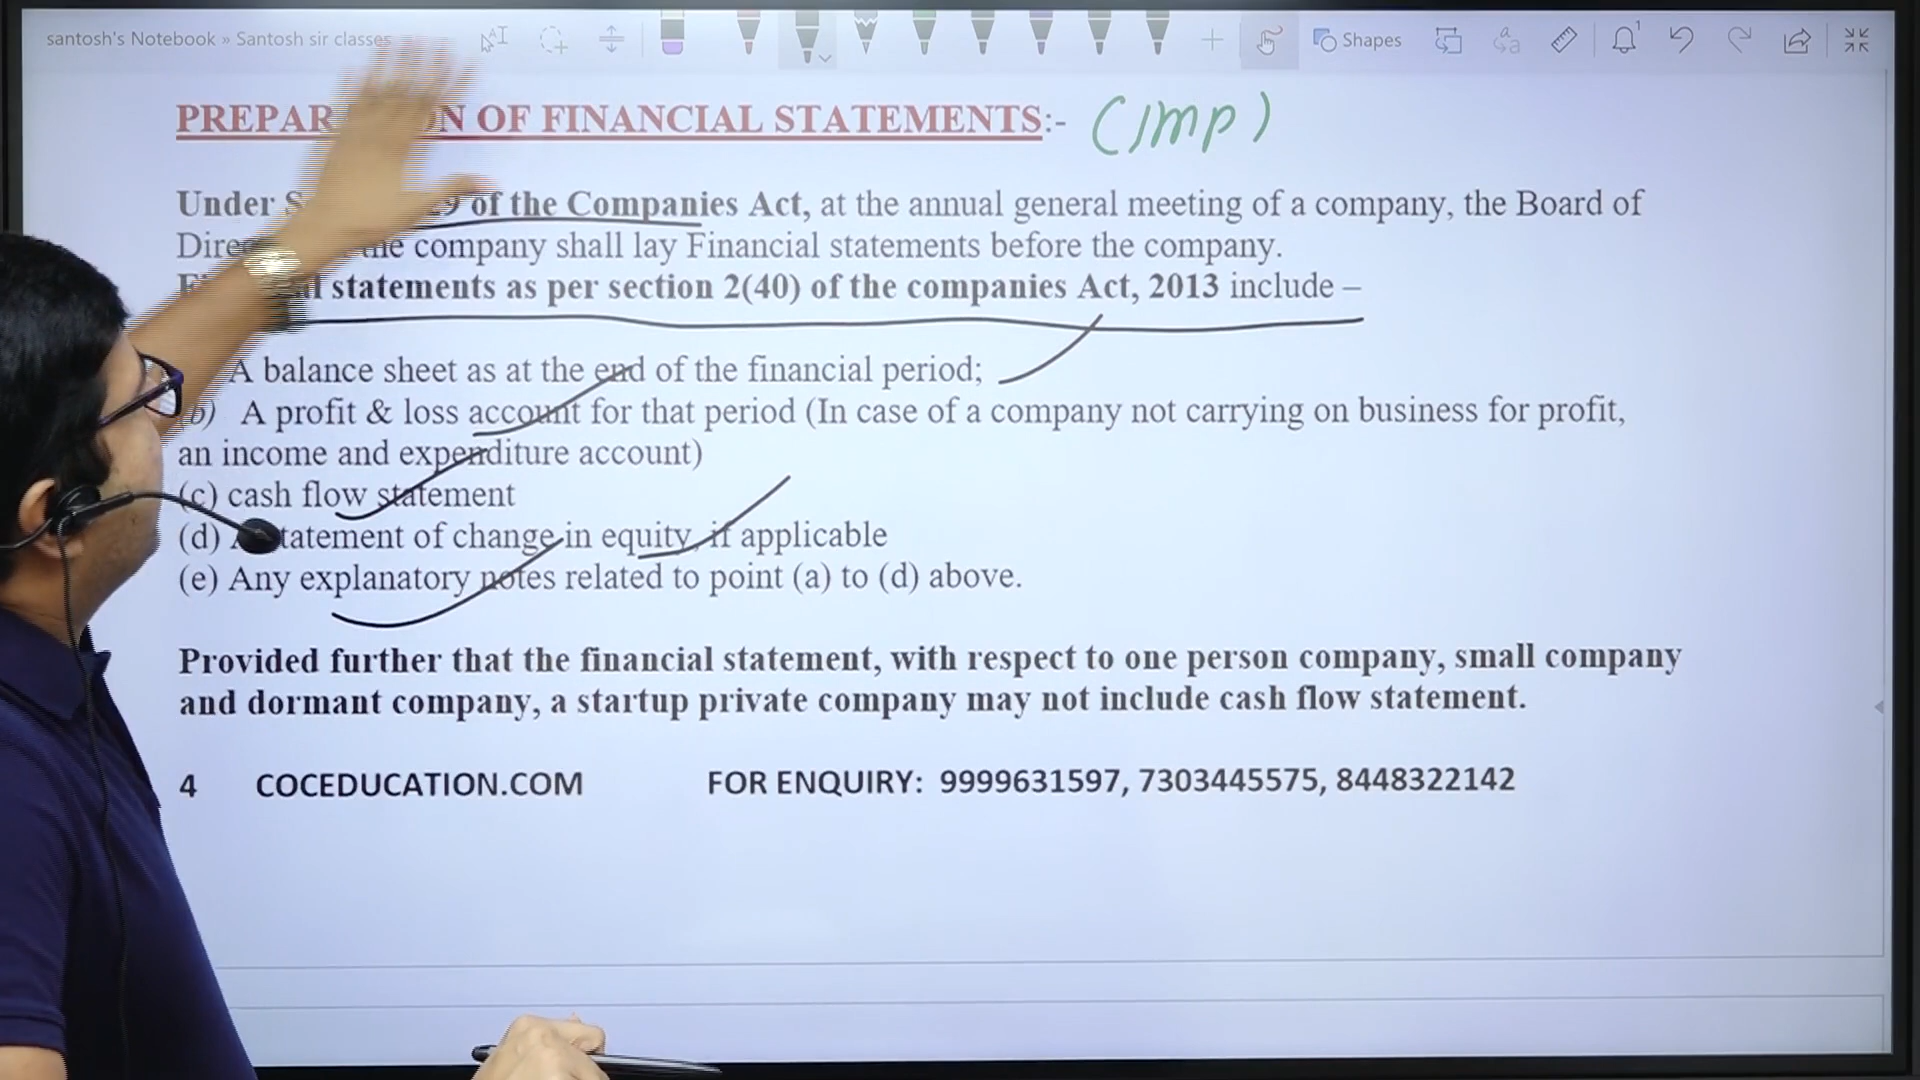 santosh's Notebook » Santosh sir classes
Shapes
OF FINANCIAL STATEMENTS:- (IMP)
Under of the Companies Act, at the annual general meeting of a company, the Board of
company shall lay Financial statements before the company.
statements as per section 2(40) of the companies Act, 2013 include –
A balance sheet as at the end of the financial period;
b) A profit & loss account for that period (In case of a company not carrying on business for profit,
an income and expenditure account)
(c) cash flow statement
(d) statement of change in equity, if applicable
(e) Any explanatory notes related to point (a) to (d) above.
Provided further that the financial statement, with respect to one person company, small company
and dormant company, a startup private company may not include cash flow statement.
4 COCEDUCATION.COM FOR ENQUIRY: 9999631597, 7303445575, 8448322142